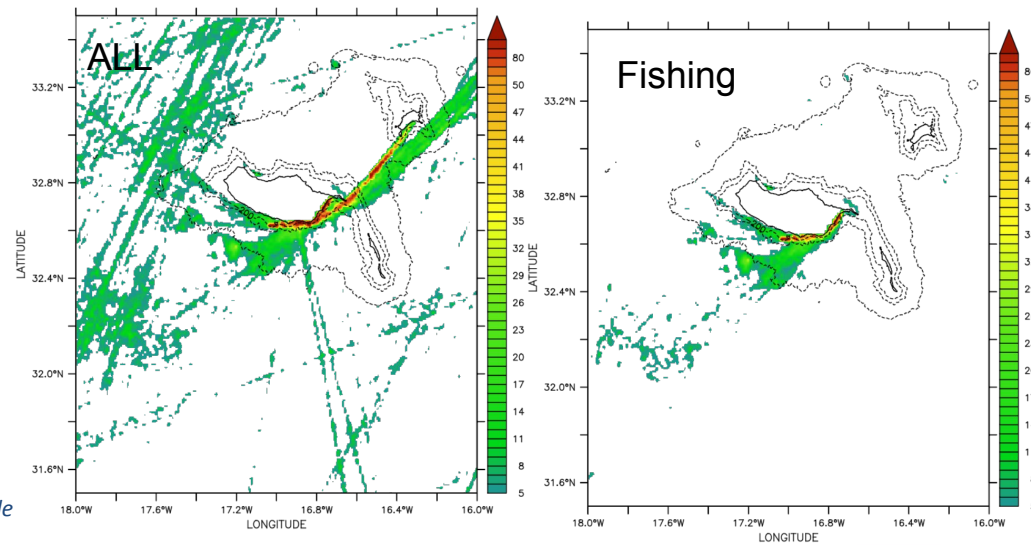 ALL
33.2°N
32.8°N
32.4°N
32.0°N
31.6°N
LATITUDE
18.0°W 17.6°W 17.2°W 16.8°W 16.4°W 16.0°W
LONGITUDE
80
50
47
44
41
38
35
32
29
26
23
20
17
14
11
8
5
200
de
Fishing
33.2°N
32.8°N
32.4°N
32.0°N
31.6°N
LATITUDE
18.0°W 17.6°W 17.2°W 16.8°W 16.4°W 16.0°W
LONGITUDE
200